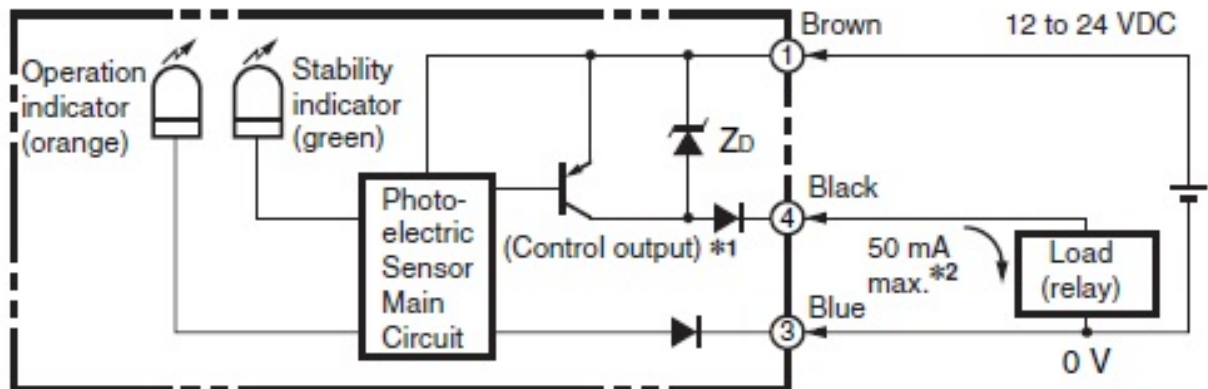 Brown
12 to 24 VDC
1
Operation
indicator
(orange)
Stability
indicator
(green)
ZD
Black
4
Photo-
electric
Sensor
Main
Circuit
(Control output) *1
50 mA
max.*2
Load
(relay)
Blue
3
0 V